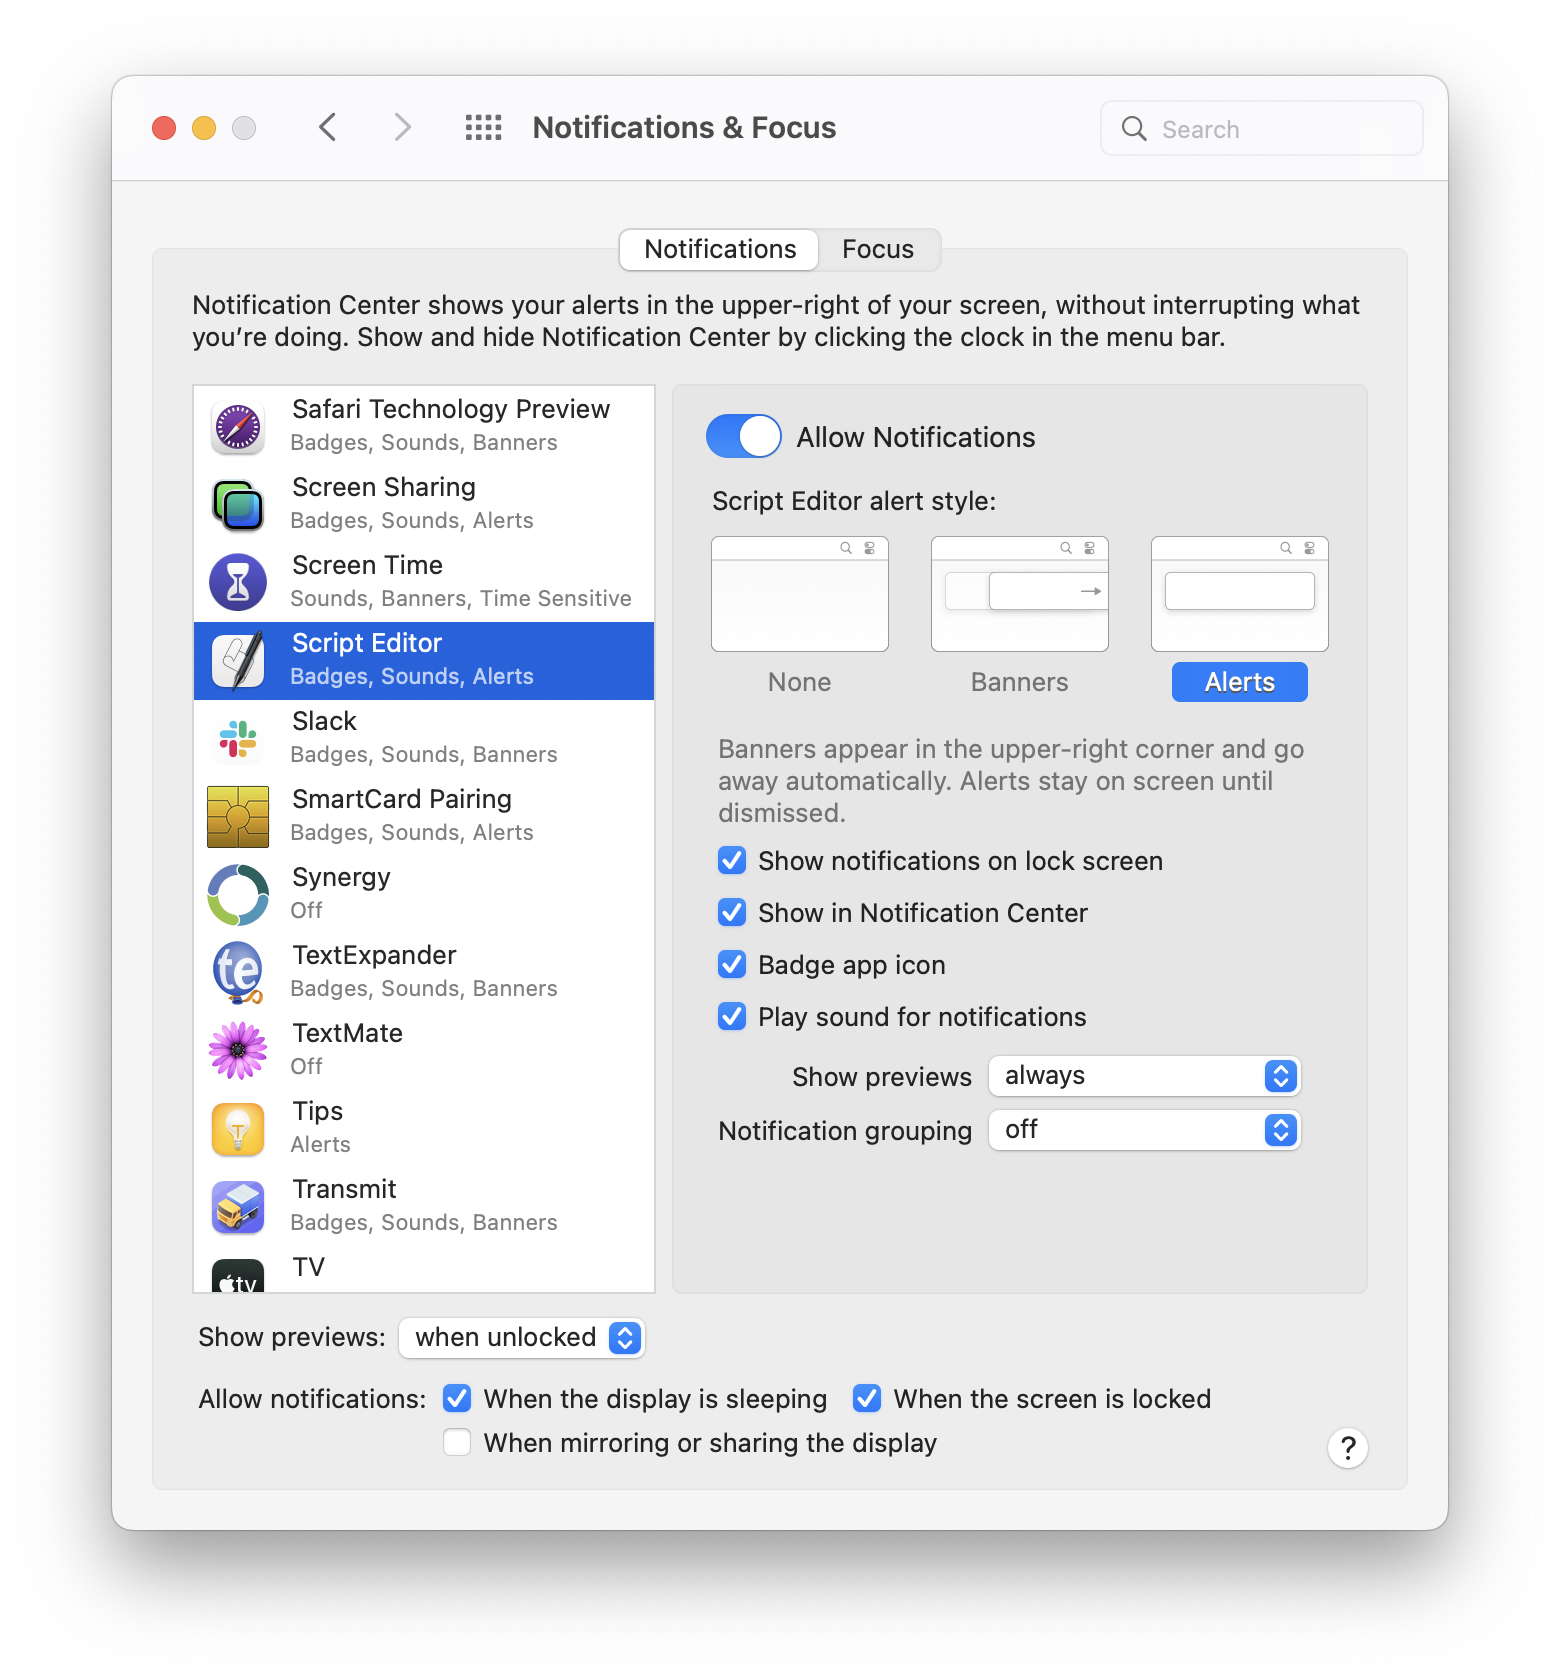 Notifications & Focus
Search
Notifications
Focus
Notification Center shows your alerts in the upper-right of your screen, without interrupting what
you’re doing. Show and hide Notification Center by clicking the clock in the menu bar.
Safari Technology Preview
Badges, Sounds, Banners
Screen Sharing
Badges, Sounds, Alerts
Screen Time
Sounds, Banners, Time Sensitive
Script Editor
Badges, Sounds, Alerts
Slack
Badges, Sounds, Banners
SmartCard Pairing
Badges, Sounds, Alerts
Synergy
Off
te
TextExpander
Badges, Sounds, Banners
TextMate
Off
Tips
Alerts
Transmit
Badges, Sounds, Banners
tv
TV
Allow Notifications
Script Editor alert style:
None
Banners
Alerts
Banners appear in the upper-right corner and go
away automatically. Alerts stay on screen until
dismissed.
Show notifications on lock screen
Show in Notification Center
Badge app icon
Play sound for notifications
Show previews always
Notification grouping off
Show previews: when unlocked
Allow notifications: When the display is sleeping When the screen is locked
When mirroring or sharing the display
?